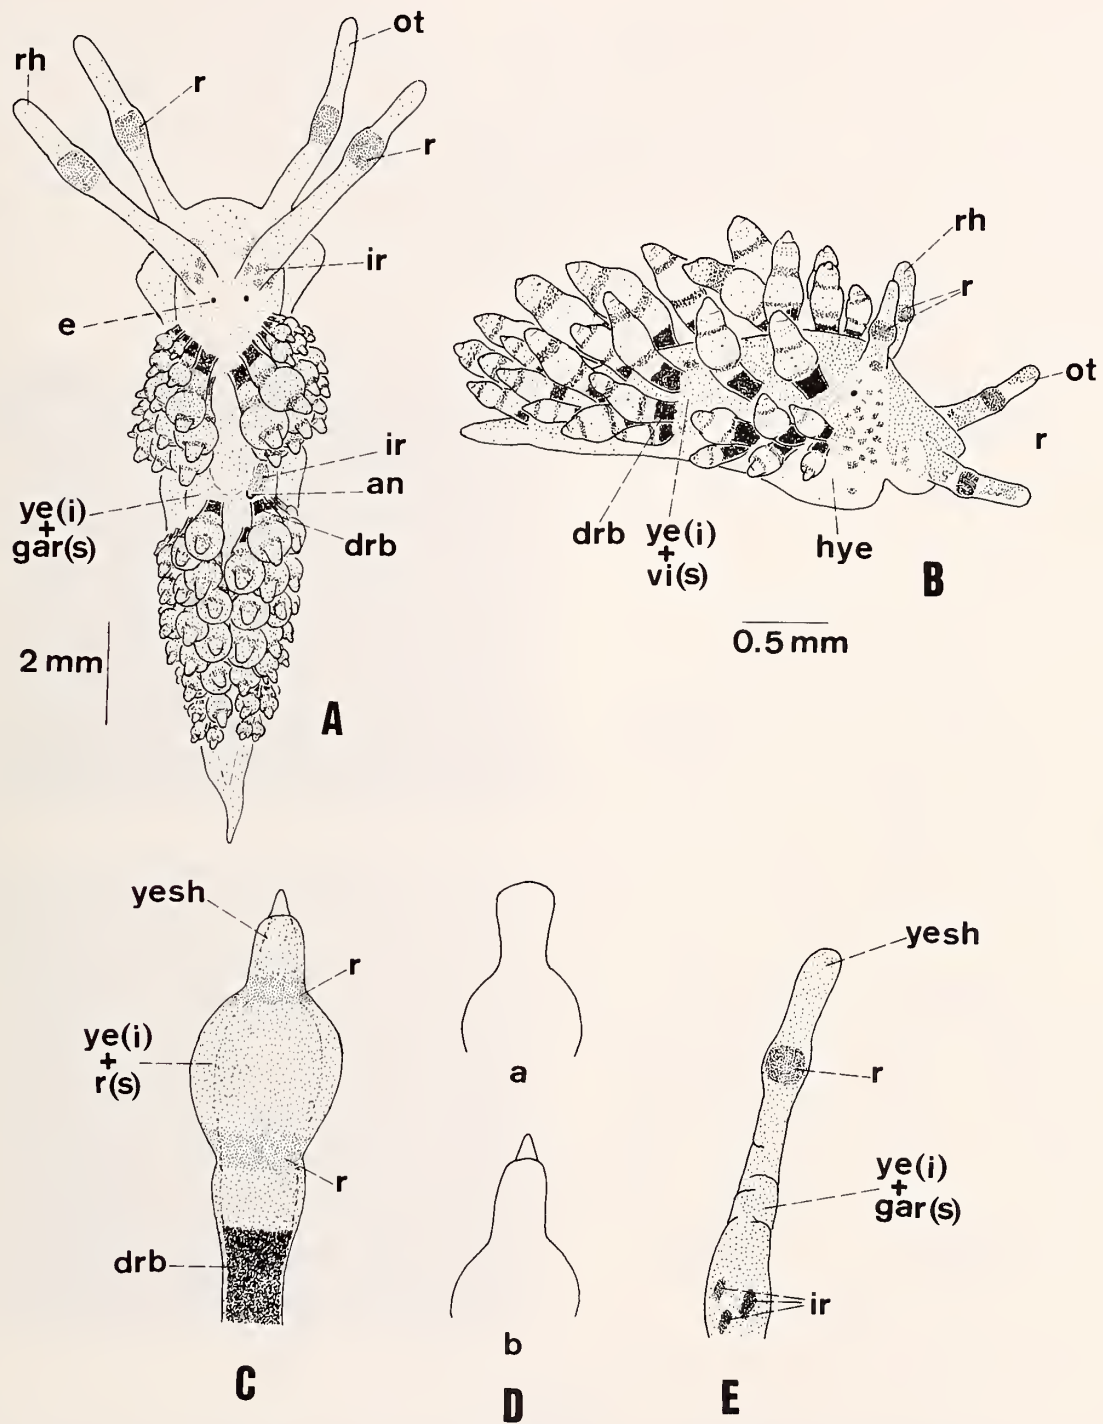 rh
r
ot
r
ir
e
ir
an
ye(i)
+
gar(s)
drb
2 mm
A
rh
r
ot
r
drb
ye(i)
+
vi(s)
hye
B
0.5 mm
yesh
r
ye(i)
+
r(s)
r
drb
C
a
b
D
yesh
r
ye(i)
+
gar(s)
ir
E